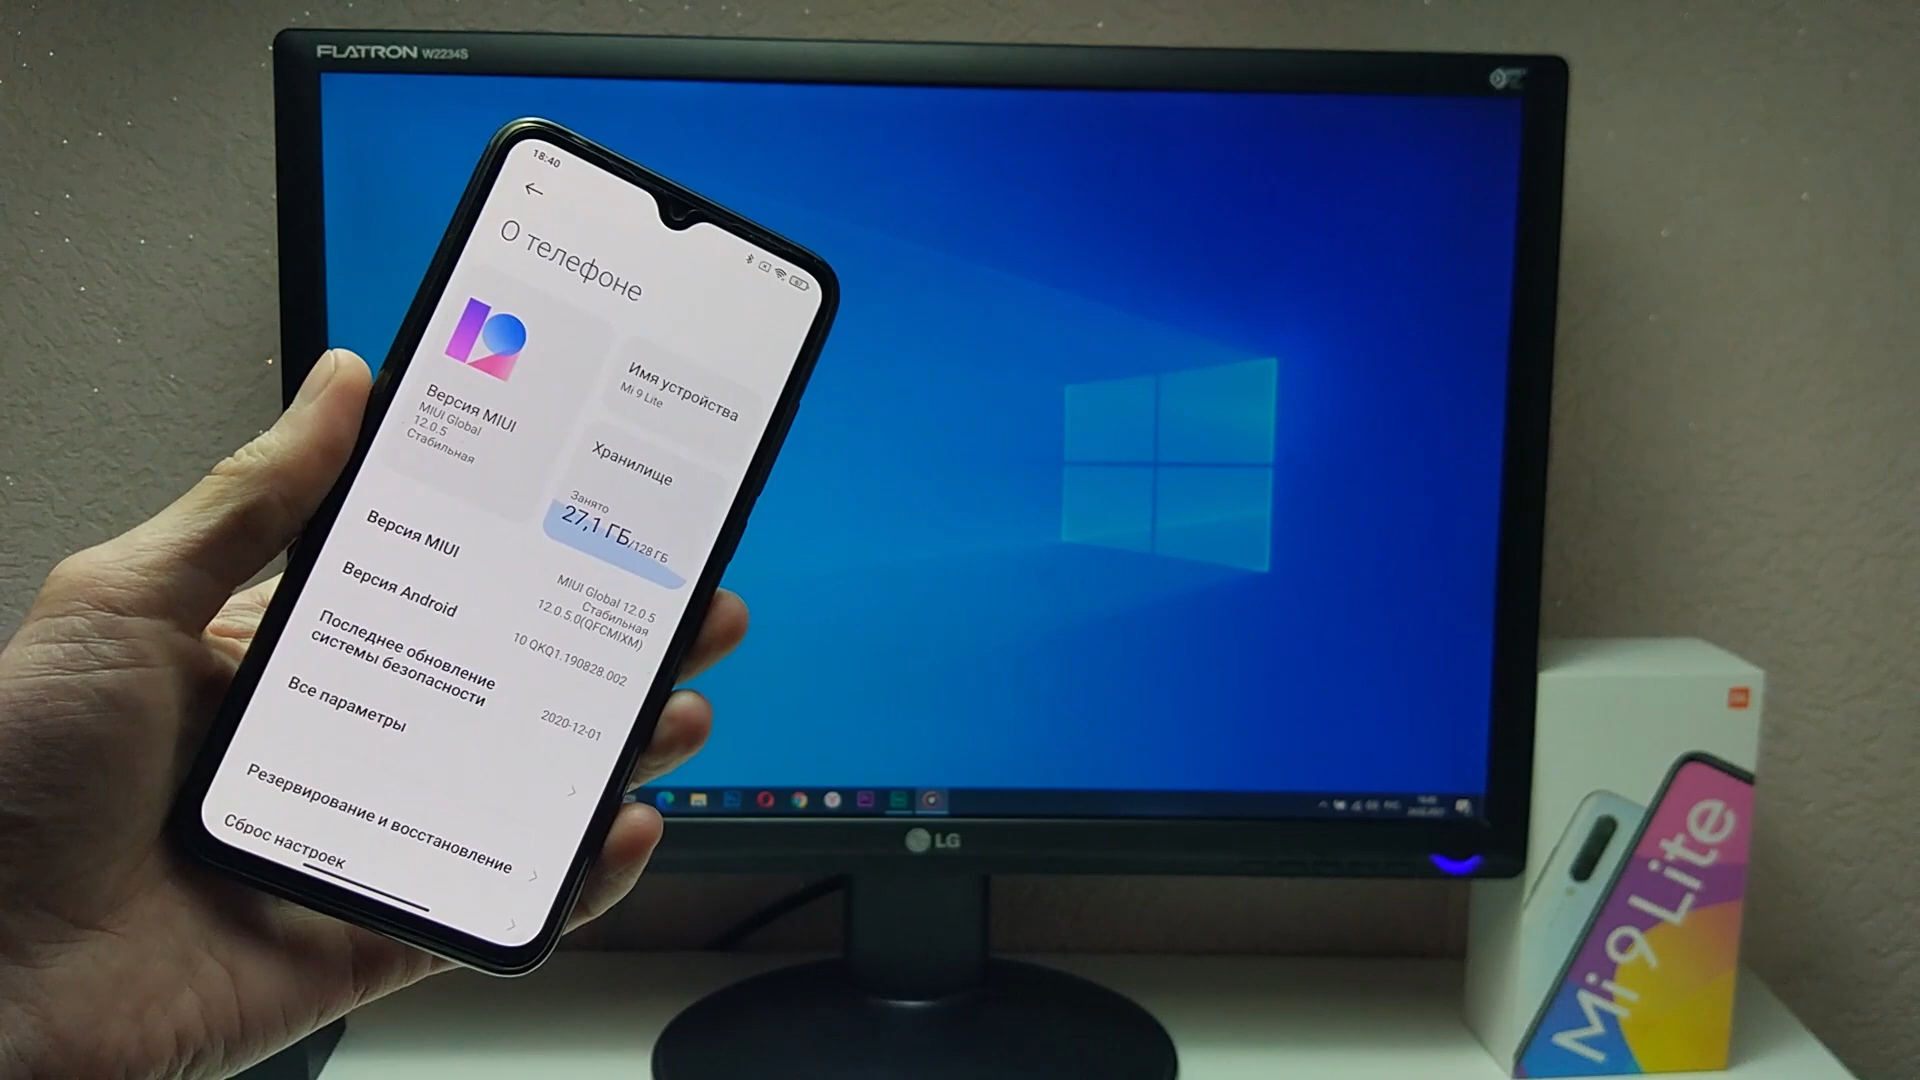 FLATRON W2234S
18:40
О телефоне
Версия MIUI
MIUI Global
12.0.5
Стабильная
Имя устройства
Mi 9 Lite
Хранилище
Занято
27,1 ГБ/128 ГБ
Версия MIUI
MIUI Global 12.0.5
Стабильная
12.0.5.0(QFCMIXM)
Версия Android
10 QKQ1.190828.002
Последнее обновление
системы безопасности
2020-12-01
Все параметры
Резервирование и восстановление
Сброс настроек
LG
Mi 9 Lite